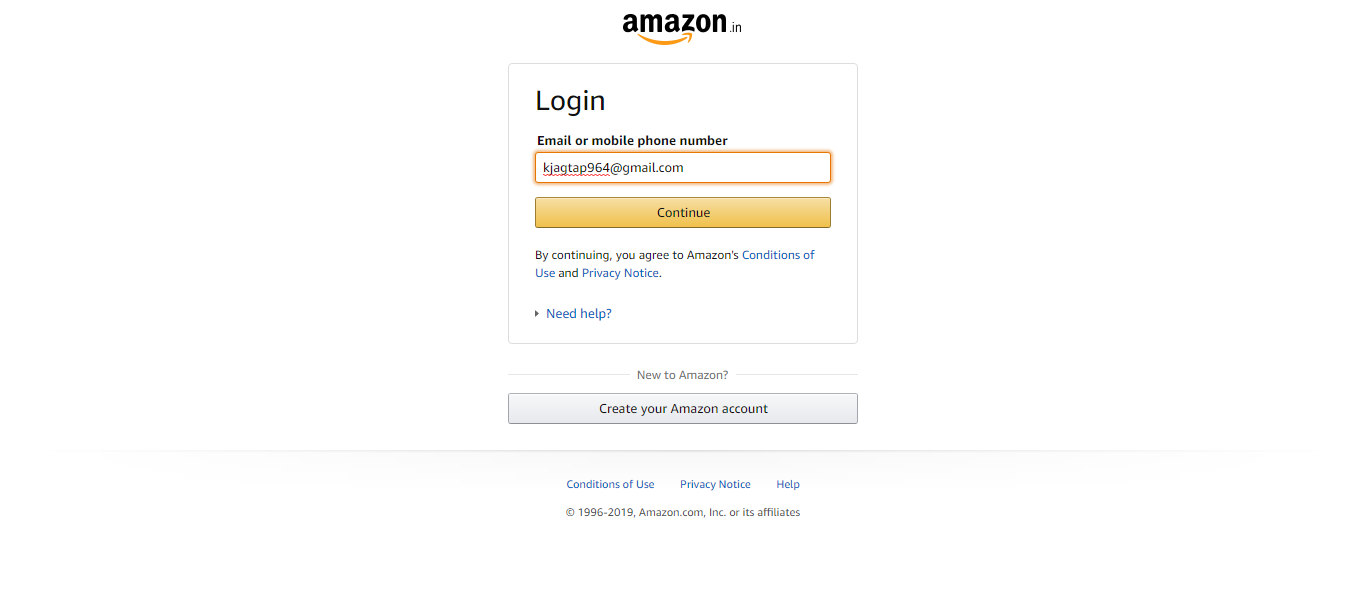 amazon.in
Login
Email or mobile phone number
kjagtap964@gmail.com
Continue
By continuing, you agree to Amazon's Conditions of
Use and Privacy Notice.
Need help?
New to Amazon?
Create your Amazon account
Conditions of Use Privacy Notice Help
© 1996-2019, Amazon.com, Inc. or its affiliates